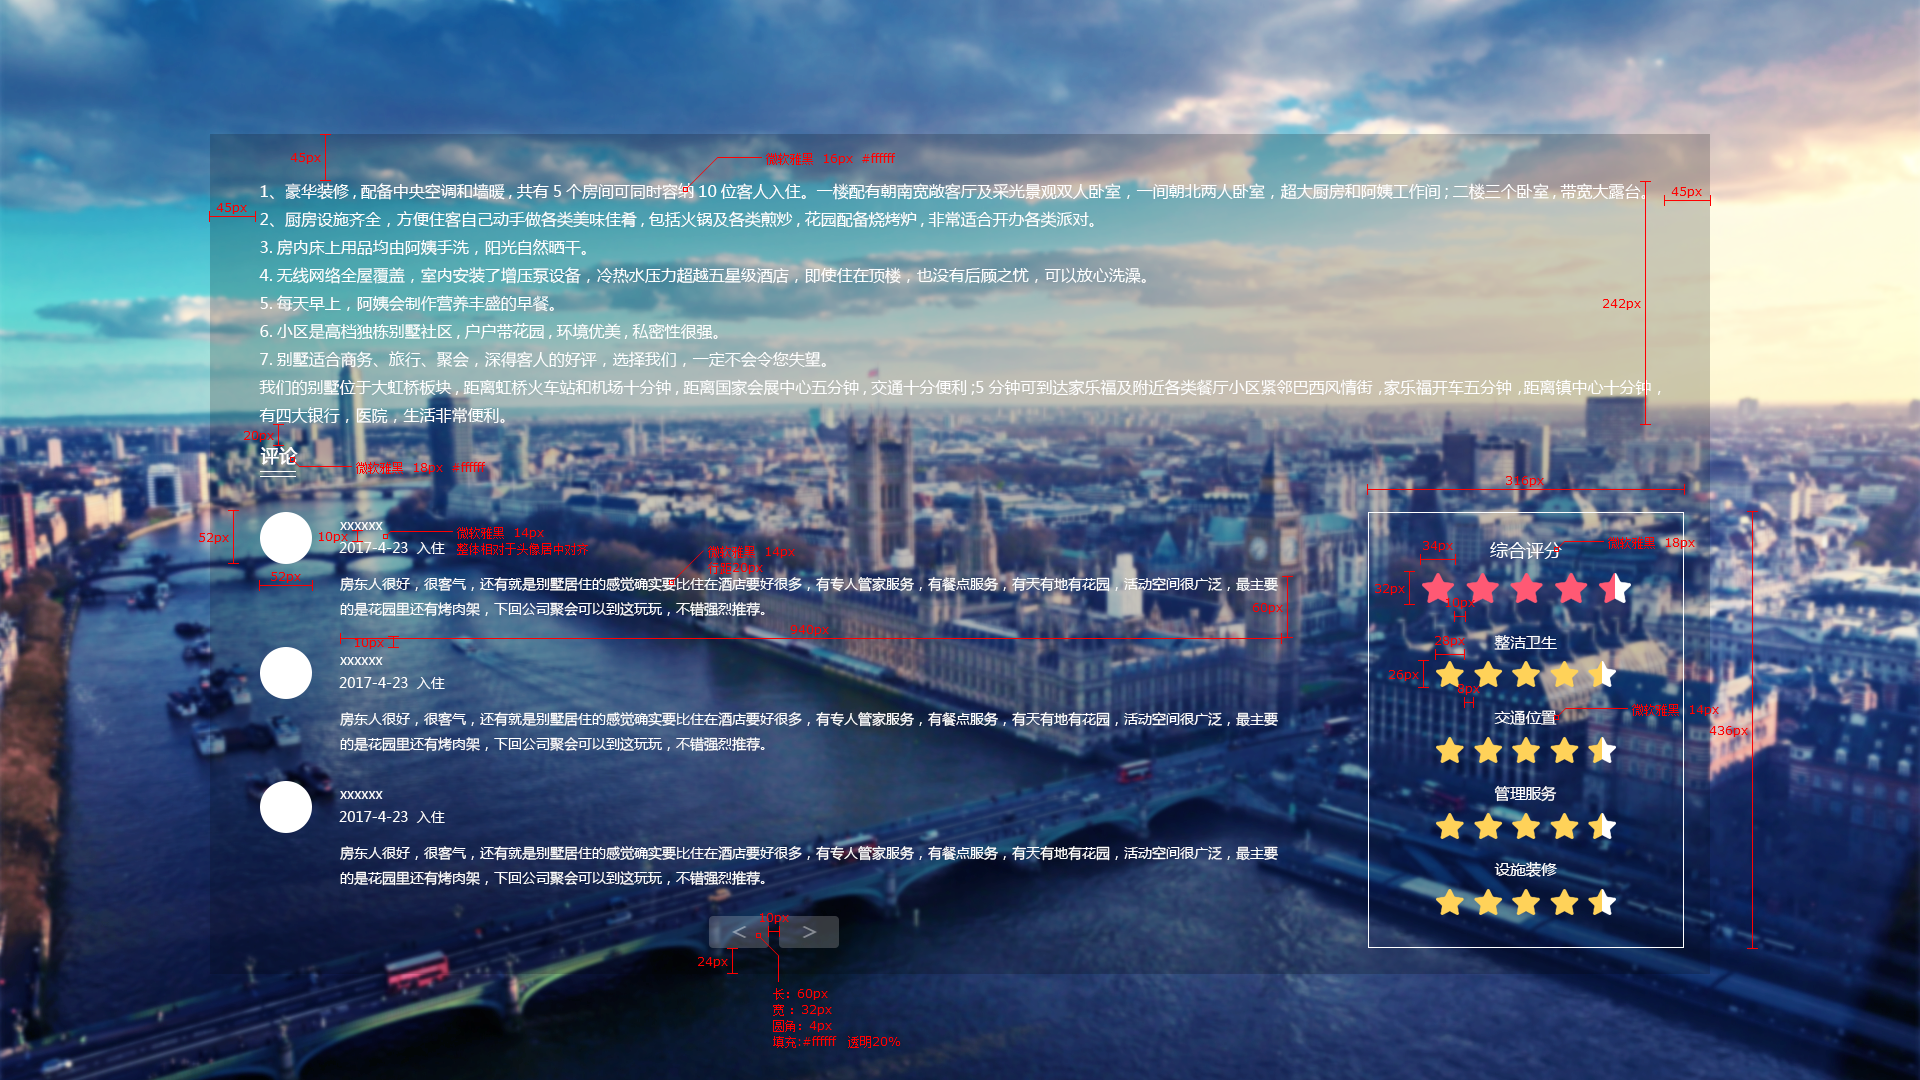 45px
微软雅黑 16px #ffffff
1、豪华装修 , 配备中央空调和墙暖 , 共有 5 个房间可同时容纳 10 位客人入住。一楼配有朝南宽敞客厅及采光景观双人卧室，一间朝北两人卧室，超大厨房和阿姨工作间 ; 二楼三个卧室 , 带宽大露台。
45px
45px
2、厨房设施齐全，方便住客自己动手做各类美味佳肴 , 包括火锅及各类煎炒 , 花园配备烧烤炉 , 非常适合开办各类派对。
3. 房内床上用品均由阿姨手洗，阳光自然晒干。
4. 无线网络全屋覆盖，室内安装了增压泵设备，冷热水压力超越五星级酒店，即使住在顶楼，也没有后顾之忧，可以放心洗澡。
5. 每天早上，阿姨会制作营养丰盛的早餐。
242px
6. 小区是高档独栋别墅社区 , 户户带花园 , 环境优美 , 私密性很强。
7. 别墅适合商务、旅行、聚会，深得客人的好评，选择我们，一定不会令您失望。
我们的别墅位于大虹桥板块 , 距离虹桥火车站和机场十分钟 , 距离国家会展中心五分钟 , 交通十分便利 ;5 分钟可到达家乐福及附近各类餐厅小区紧邻巴西风情街 ,家乐福开车五分钟 ,距离镇中心十分钟 ,
有四大银行，医院，生活非常便利。
20px
评论
微软雅黑 18px #ffffff
52px
52px
xxxxxx
10px
2017-4-23 入住
微软雅黑 14px
整体相对于头像居中对齐
微软雅黑 14px
房东人很好，很客气，还有就是别墅居住的感觉确实要比住在酒店要好很多，有专人管家服务，有餐点服务，有天有地有花园，活动空间很广泛，最主要
的是花园里还有烤肉架，下回公司聚会可以到这玩玩，不错强烈推荐。
10px
xxxxxx
2017-4-23 入住
房东人很好，很客气，还有就是别墅居住的感觉确实要比住在酒店要好很多，有专人管家服务，有餐点服务，有天有地有花园，活动空间很广泛，最主要
的是花园里还有烤肉架，下回公司聚会可以到这玩玩，不错强烈推荐。
xxxxxx
2017-4-23 入住
房东人很好，很客气，还有就是别墅居住的感觉确实要比住在酒店要好很多，有专人管家服务，有餐点服务，有天有地有花园，活动空间很广泛，最主要
的是花园里还有烤肉架，下回公司聚会可以到这玩玩，不错强烈推荐。
10px
< >
24px
长: 60px
宽 : 32px
圆角: 4px
填充:#ffffff 透明20%
316px
综合评分
微软雅黑 18px
34px
32px
10px
整洁卫生
28px
26px
8px
交通位置
微软雅黑 14px
436px
管理服务
设施装修